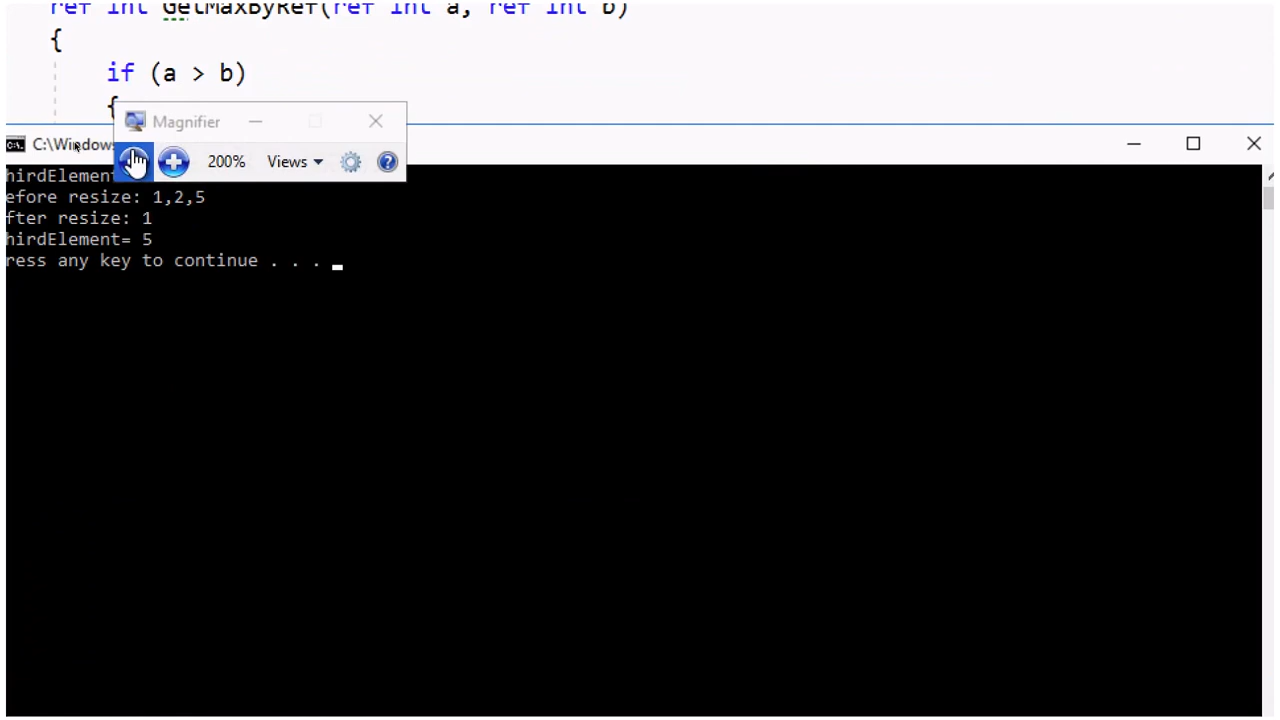 ref int GetMaxByRef(ref int a, ref int b)
{
if (a > b)
{
Magnifier
C:\Windows
200% Views
hirdElement
efore resize: 1,2,5
fter resize: 1
hirdElement= 5
ress any key to continue . . .